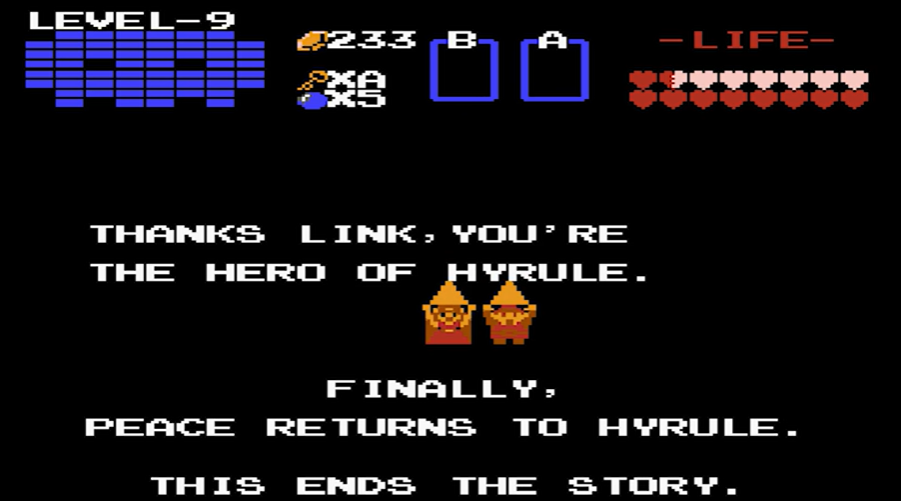 LEVEL-9
233
XA
X5
B
A
-LIFE-
THANKS LINK,YOU'RE
THE HERO OF HYRULE.
FINALLY,
PEACE RETURNS TO HYRULE.
THIS ENDS THE STORY.